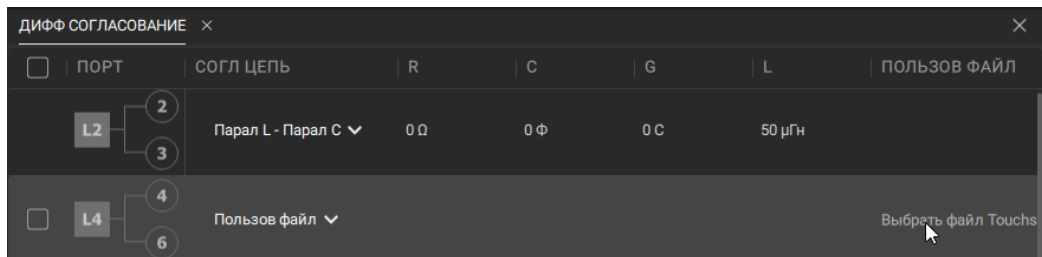 ДИФФ СОГЛАСОВАНИЕ
ПОРТ СОГЛ ЦЕПЬ R C G L ПОЛЬЗОВ ФАЙЛ
2
L2 Парал L - Парал C 0 Ω 0 Ф 0 С 50 µГн
3
4
L4 Пользов файл Выбрать файл Touchs
6